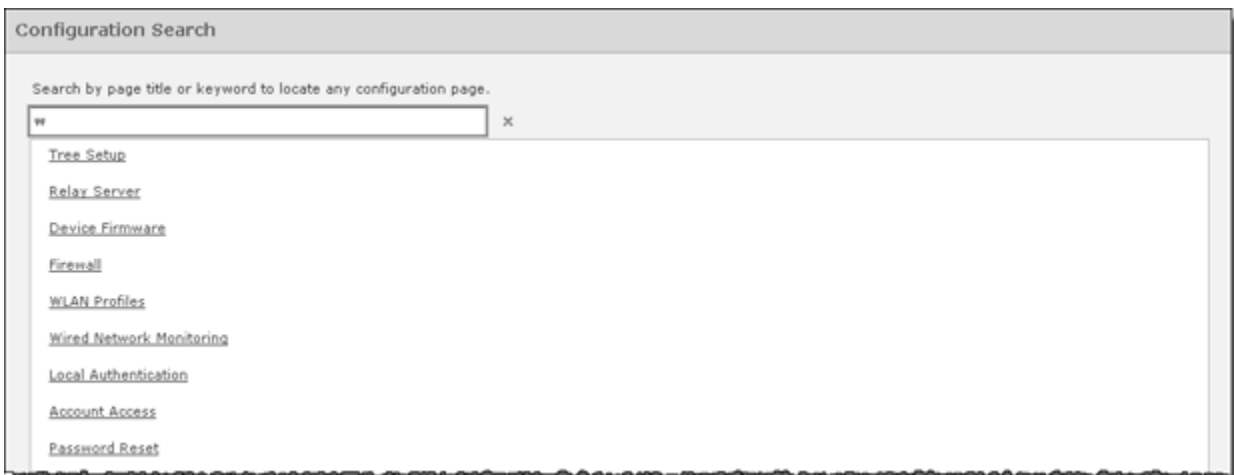 Configuration Search
Search by page title or keyword to locate any configuration page.
w
×
Tree Setup
Relay Server
Device Firmware
Firewall
WLAN Profiles
Wired Network Monitoring
Local Authentication
Account Access
Password Reset